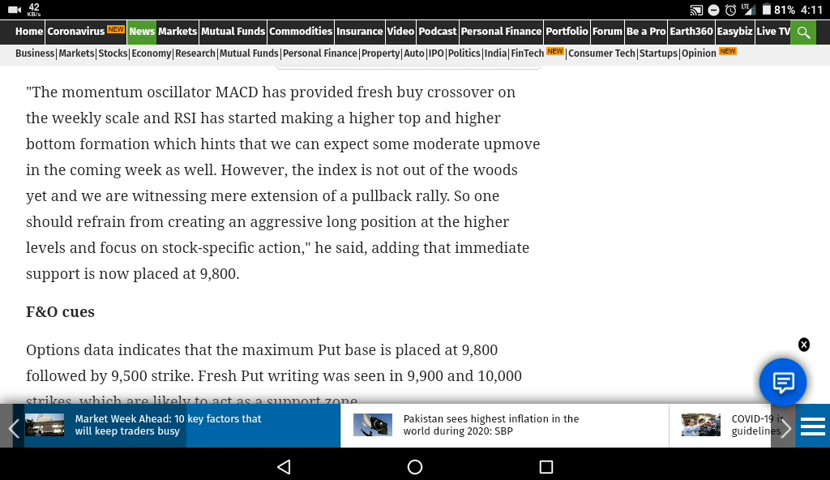 42
KB/s
LTE
81% 4:11
Home Coronavirus NEW News Markets Mutual Funds Commodities Insurance Video Podcast Personal Finance Portfolio Forum Be a Pro Earth360 Easybiz Live TV
Business| Markets| Stocks| Economy| Research| Mutual Funds| Personal Finance| Property| Auto| IPO| Politics| India| FinTech NEW | Consumer Tech| Startups| Opinion NEW
"The momentum oscillator MACD has provided fresh buy crossover on
the weekly scale and RSI has started making a higher top and higher
bottom formation which hints that we can expect some moderate upmove
in the coming week as well. However, the index is not out of the woods
yet and we are witnessing mere extension of a pullback rally. So one
should refrain from creating an aggressive long position at the higher
levels and focus on stock-specific action," he said, adding that immediate
support is now placed at 9,800.
F&O cues
Options data indicates that the maximum Put base is placed at 9,800
followed by 9,500 strike. Fresh Put writing was seen in 9,900 and 10,000
strikes, which are likely to act as a support zone.
Market Week Ahead: 10 key factors that
will keep traders busy
Pakistan sees highest inflation in the
world during 2020: SBP
COVID-19
guidelines